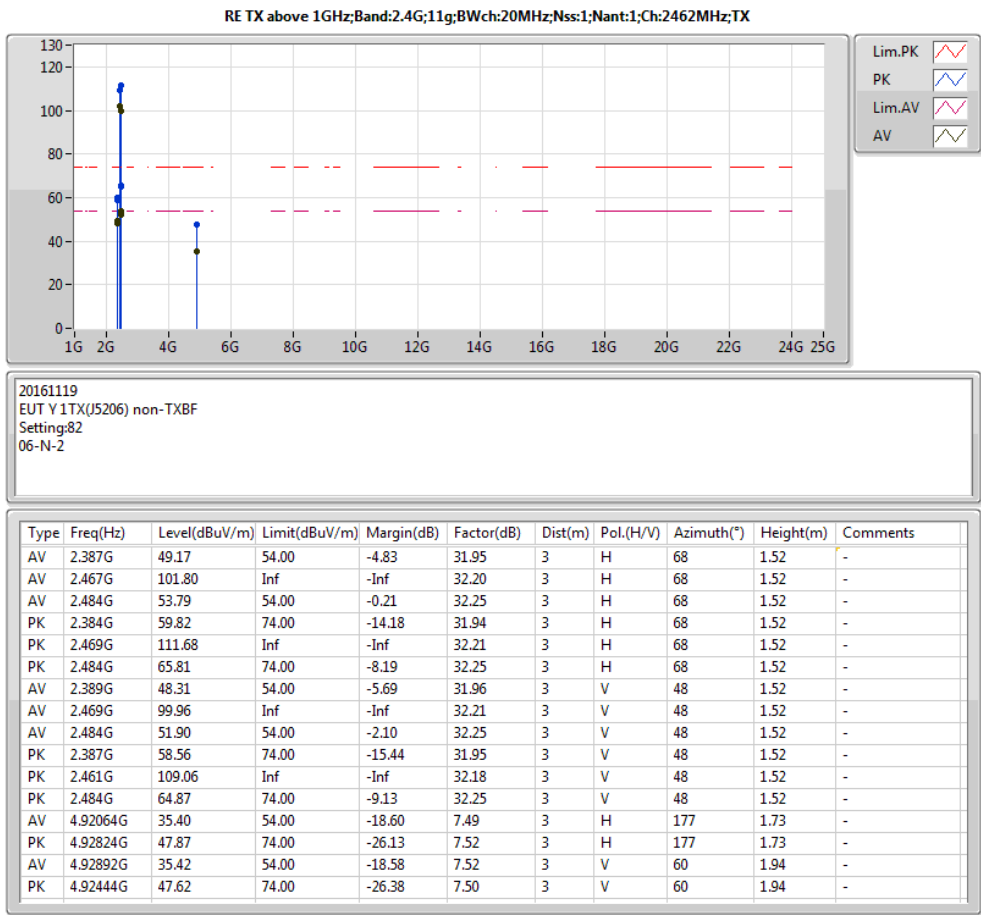 RE TX above 1GHz;Band:2.4G;11g;BWch:20MHz;Nss:1;Nant:1;Ch:2462MHz;TX
130
120
100
80
60
40
20
0
1G 2G 4G 6G 8G 10G 12G 14G 16G 18G 20G 22G 24G 25G
Lim.PK
PK
Lim.AV
AV
20161119
EUT Y 1TX(J5206) non-TXBF
Setting:82
06-N-2
Type Freq(Hz) Level(dBuV/m) Limit(dBuV/m) Margin(dB) Factor(dB) Dist(m) Pol.(H/V) Azimuth(°) Height(m) Comments
AV 2.387G 49.17 54.00 -4.83 31.95 3 H 68 1.52 -
AV 2.467G 101.80 Inf -Inf 32.20 3 H 68 1.52 -
AV 2.484G 53.79 54.00 -0.21 32.25 3 H 68 1.52 -
PK 2.384G 59.82 74.00 -14.18 31.94 3 H 68 1.52 -
PK 2.469G 111.68 Inf -Inf 32.21 3 H 68 1.52 -
PK 2.484G 65.81 74.00 -8.19 32.25 3 H 68 1.52 -
AV 2.389G 48.31 54.00 -5.69 31.96 3 V 48 1.52 -
AV 2.469G 99.96 Inf -Inf 32.21 3 V 48 1.52 -
AV 2.484G 51.90 54.00 -2.10 32.25 3 V 48 1.52 -
PK 2.387G 58.56 74.00 -15.44 31.95 3 V 48 1.52 -
PK 2.461G 109.06 Inf -Inf 32.18 3 V 48 1.52 -
PK 2.484G 64.87 74.00 -9.13 32.25 3 V 48 1.52 -
AV 4.92064G 35.40 54.00 -18.60 7.49 3 H 177 1.73 -
PK 4.92824G 47.87 74.00 -26.13 7.52 3 H 177 1.73 -
AV 4.92892G 35.42 54.00 -18.58 7.52 3 V 60 1.94 -
PK 4.92444G 47.62 74.00 -26.38 7.50 3 V 60 1.94 -